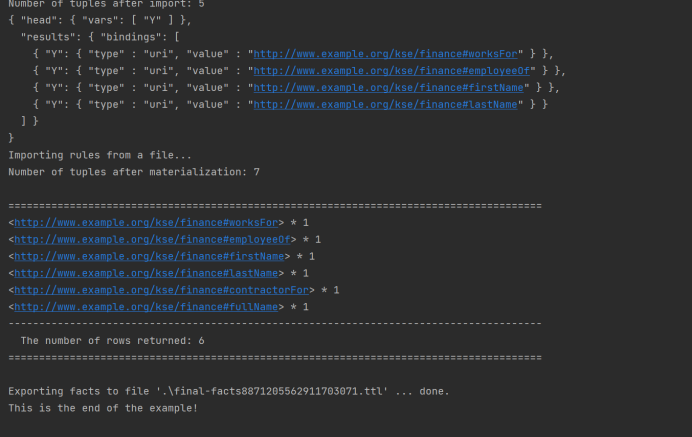 Number of tuples after import: 5
{ "head": { "vars": [ "Y" ] },
  "results": { "bindings": [
    { "Y": { "type" : "uri", "value" : "http://www.example.org/kse/finance#worksFor" } },
    { "Y": { "type" : "uri", "value" : "http://www.example.org/kse/finance#employeeOf" } },
    { "Y": { "type" : "uri", "value" : "http://www.example.org/kse/finance#firstName" } },
    { "Y": { "type" : "uri", "value" : "http://www.example.org/kse/finance#lastName" } }
  ] }
}
Importing rules from a file...
Number of tuples after materialization: 7

=======================================================================================
<http://www.example.org/kse/finance#worksFor> * 1
<http://www.example.org/kse/finance#employeeOf> * 1
<http://www.example.org/kse/finance#firstName> * 1
<http://www.example.org/kse/finance#lastName> * 1
<http://www.example.org/kse/finance#contractorFor> * 1
<http://www.example.org/kse/finance#fullName> * 1
---------------------------------------------------------------------------------------
  The number of rows returned: 6
=======================================================================================

Exporting facts to file '.\final-facts8871205562911703071.ttl' ... done.
This is the end of the example!